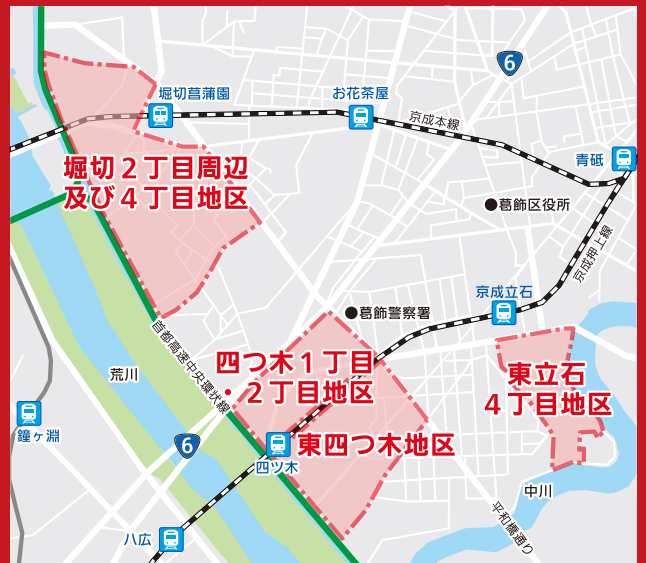 6
堀切菖蒲園
お花茶屋
京成本線
青砥
堀切２丁目周辺
及び４丁目地区
●葛飾区役所
京成押上線
京成立石
●葛飾警察署
首都高速中央環状線
四つ木１丁目
・２丁目地区
東立石
４丁目地区
荒川
鐘ヶ淵
6
東四つ木地区
四ツ木
中川
平和橋通り
八広